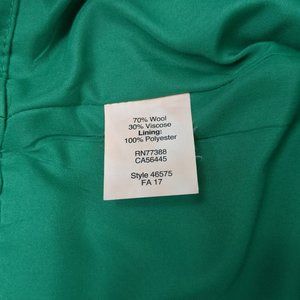 70% Wool
30% Viscose
Lining:
100% Polyester
RN77388
CA56445
Style 46575
FA 17